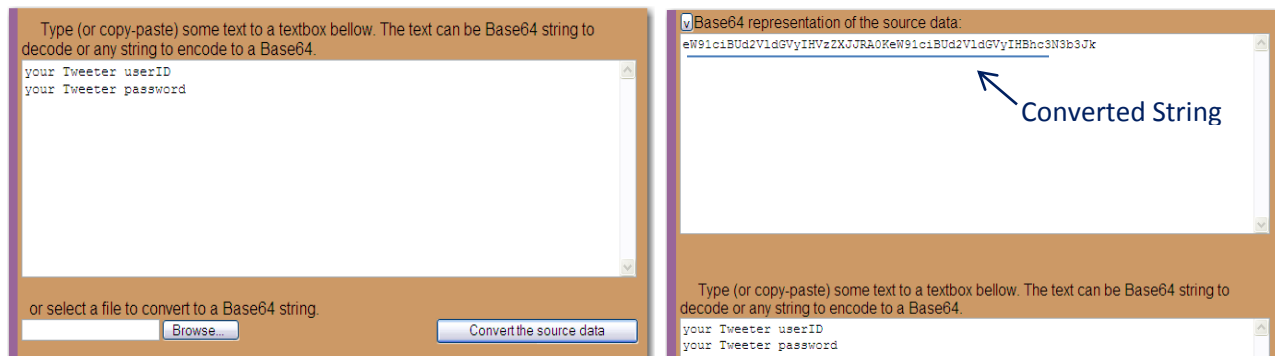 Type (or copy-paste) some text to a textbox bellow. The text can be Base64 string to
decode or any string to encode to a Base64.
your Tweeter userID
your Tweeter password
or select a file to convert to a Base64 string.
Browse...
Convert the source data
v Base64 representation of the source data:
eW91ciBUd2VldGVyIHVzZXJJRA0KeW91ciBUd2VldGVyIHBhc3N3b3Jk
Converted String
Type (or copy-paste) some text to a textbox bellow. The text can be Base64 string to
decode or any string to encode to a Base64.
your Tweeter userID
your Tweeter password